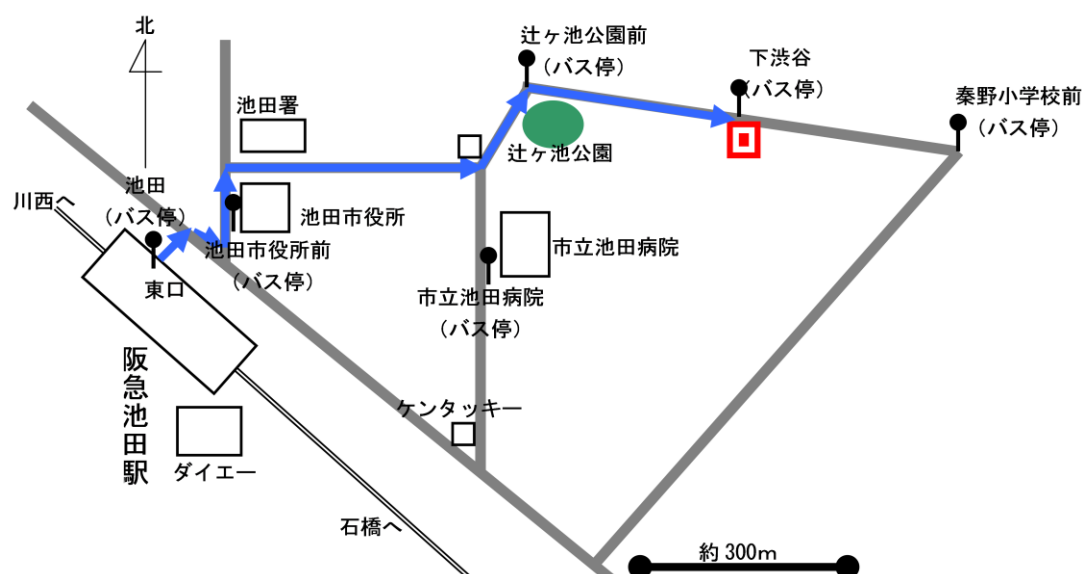 北
辻ヶ池公園前
（バス停）
下渋谷
（バス停）
秦野小学校前
（バス停）
池田署
辻ヶ池公園
池田
（バス停）
川西へ
池田市役所
池田市役所前
（バス停）
東口
市立池田病院
市立池田病院
（バス停）
阪急池田駅
ケンタッキー
ダイエー
石橋へ
約300m